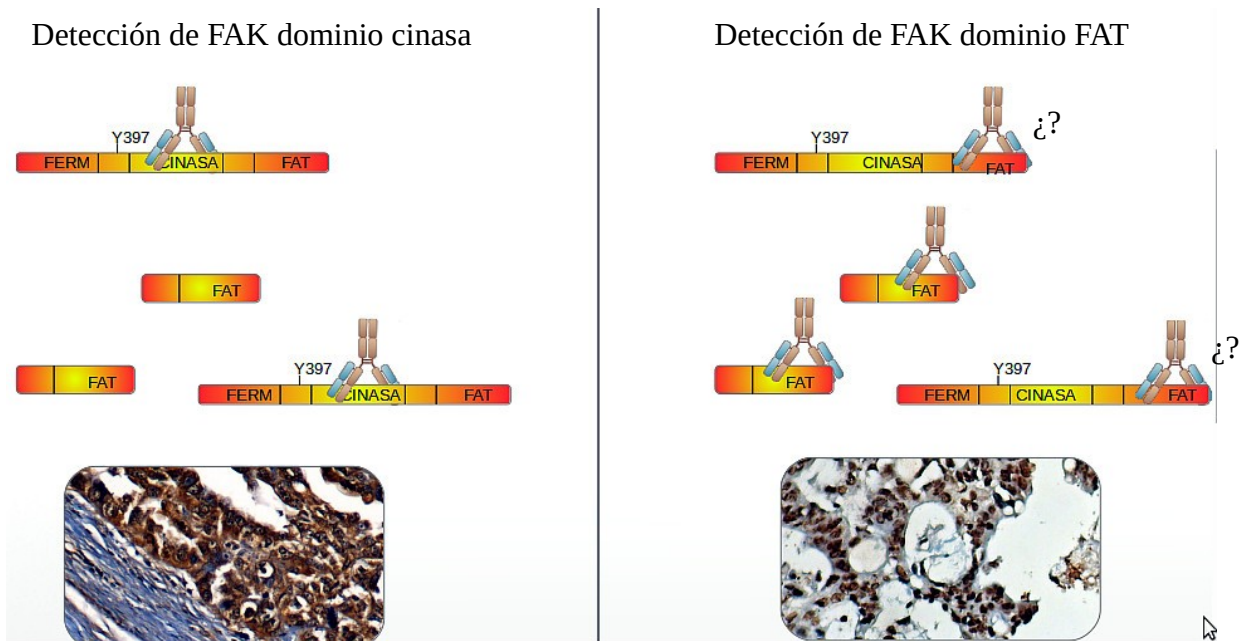 Detección de FAK dominio cinasa
Y397
FERM CINASA FAT
FAT
FAT
Y397
FERM CINASA FAT
Detección de FAK dominio FAT
¿?
Y397
FERM CINASA FAT
FAT
FAT
¿?
Y397
FERM CINASA FAT